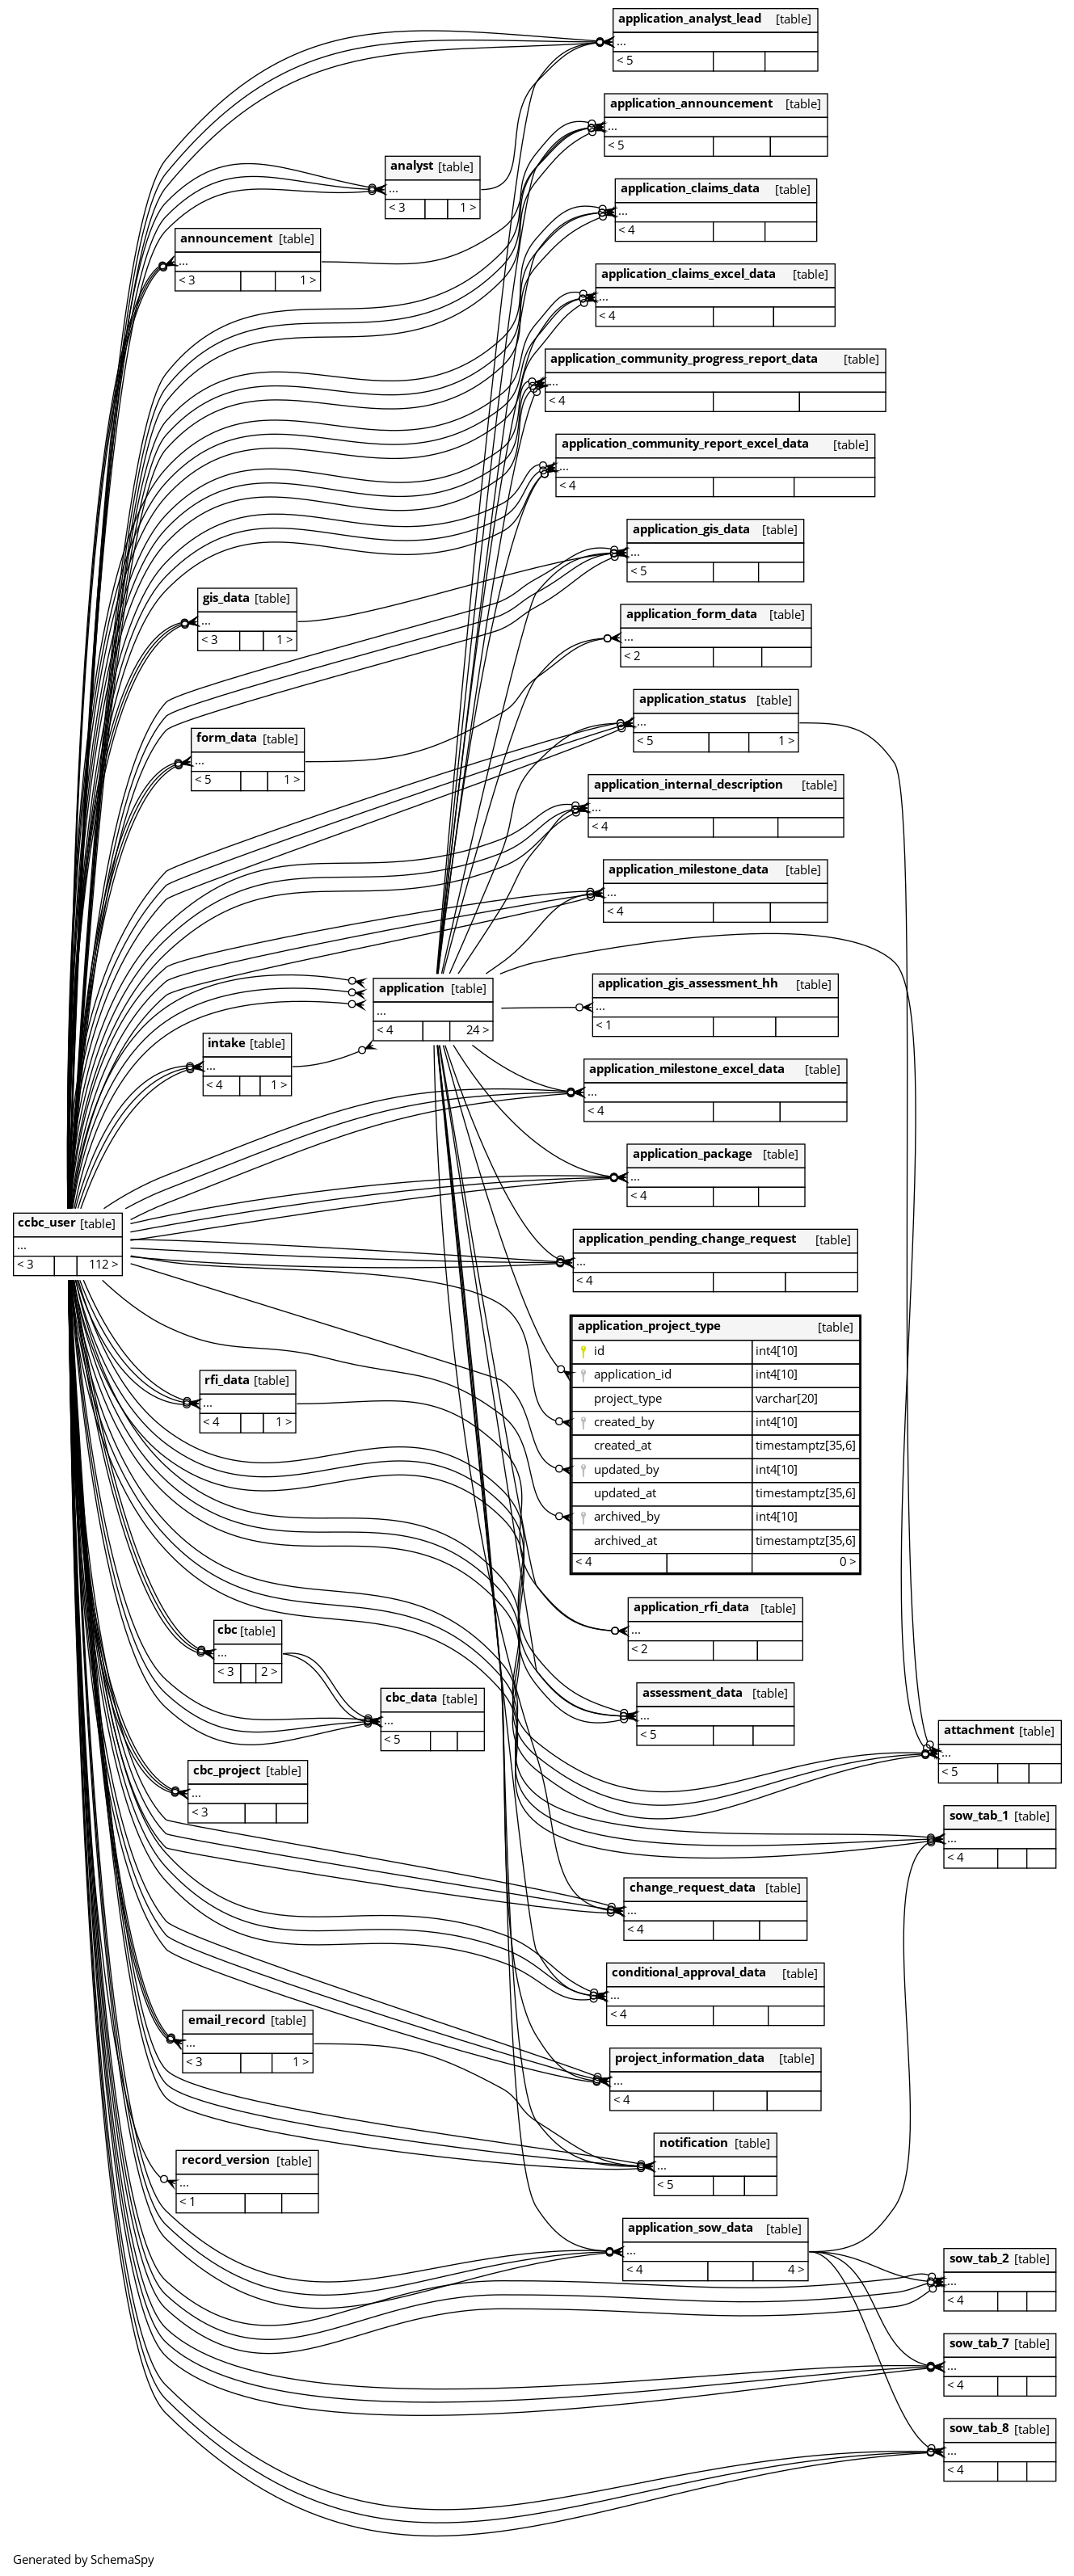 application_analyst_lead [table]
...
< 5
application_announcement [table]
...
< 5
analyst [table]
...
< 3 1 >
application_claims_data [table]
...
< 4
announcement [table]
...
< 3 1 >
application_claims_excel_data [table]
...
< 4
application_community_progress_report_data [table]
...
< 4
application_community_report_excel_data [table]
...
< 4
application_gis_data [table]
...
< 5
gis_data [table]
...
< 3 1 >
application_form_data [table]
...
< 2
application_status [table]
...
< 5 1 >
form_data [table]
...
< 5 1 >
application_internal_description [table]
...
< 4
application_milestone_data [table]
...
< 4
application [table]
...
< 4 24 >
application_gis_assessment_hh [table]
...
< 1
intake [table]
...
< 4 1 >
application_milestone_excel_data [table]
...
< 4
application_package [table]
...
< 4
ccbc_user [table]
...
< 3 112 >
application_pending_change_request [table]
...
< 4
application_project_type [table]
id int4[10]
application_id int4[10]
project_type varchar[20]
created_by int4[10]
created_at timestamptz[35,6]
updated_by int4[10]
updated_at timestamptz[35,6]
archived_by int4[10]
archived_at timestamptz[35,6]
< 4 0 >
rfi_data [table]
...
< 4 1 >
application_rfi_data [table]
...
< 2
cbc [table]
...
< 3 2 >
cbc_data [table]
...
< 5
assessment_data [table]
...
< 5
attachment [table]
...
< 5
cbc_project [table]
...
< 3
sow_tab_1 [table]
...
< 4
change_request_data [table]
...
< 4
conditional_approval_data [table]
...
< 4
email_record [table]
...
< 3 1 >
project_information_data [table]
...
< 4
notification [table]
...
< 5
record_version [table]
...
< 1
application_sow_data [table]
...
< 4 4 >
sow_tab_2 [table]
...
< 4
sow_tab_7 [table]
...
< 4
sow_tab_8 [table]
...
< 4
Generated by SchemaSpy